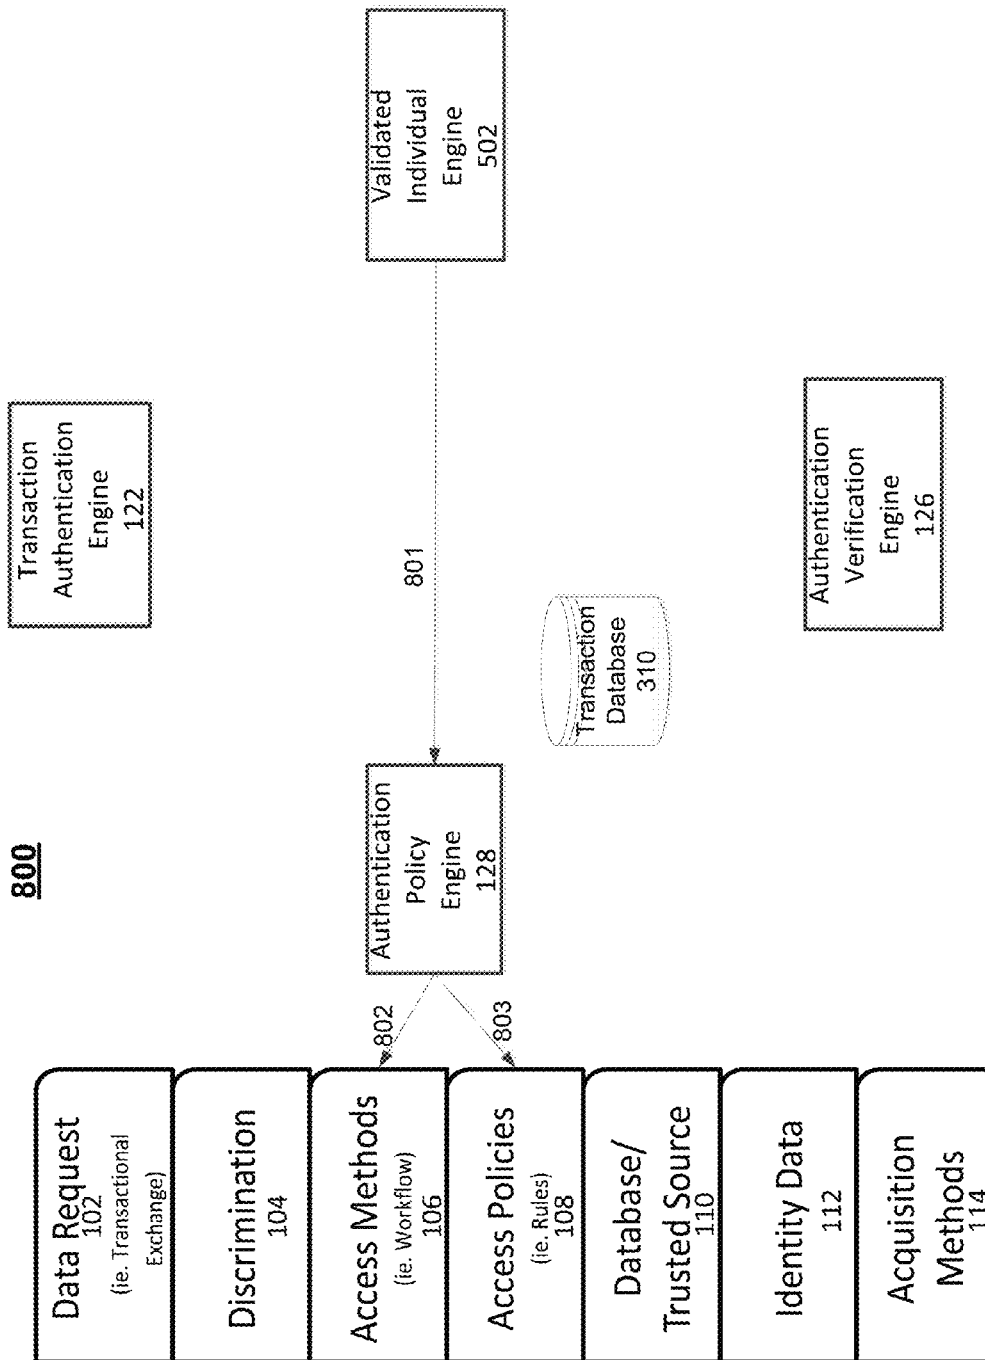 800
Data Request
102
(ie. Transactional
Exchange)
Discrimination
104
Access Methods
(ie. Workflow)
106
Access Policies
(ie. Rules)
108
Database/
Trusted Source
110
Identity Data
112
Acquisition
Methods
114
802
803
Authentication
Policy
Engine
128
801
Transaction
Database
310
Transaction
Authentication
Engine
122
Authentication
Verification
Engine
126
Validated
Individual
Engine
502